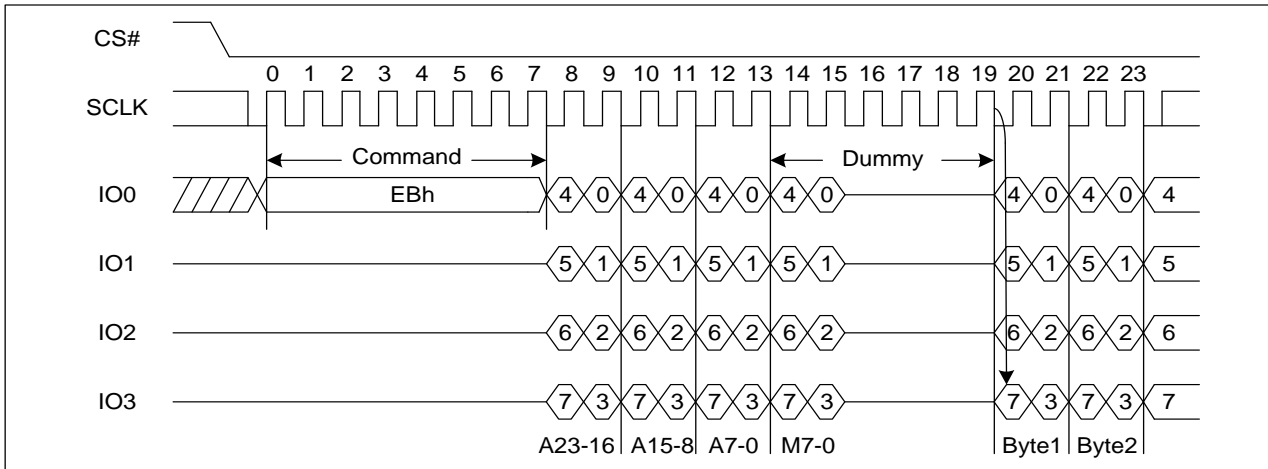 CS#
0 1 2 3 4 5 6 7 8 9 10 11 12 13 14 15 16 17 18 19 20 21 22 23
SCLK
Command Dummy
IO0 EBh 4 0 4 0 4 0 4 0 4 0 4 0 4
IO1 5 1 5 1 5 1 5 1 5 1 5 1 5
IO2 6 2 6 2 6 2 6 2 6 2 6 2 6
IO3 7 3 7 3 7 3 7 3 7 3 7 3 7
A23-16 A15-8 A7-0 M7-0 Byte1 Byte2